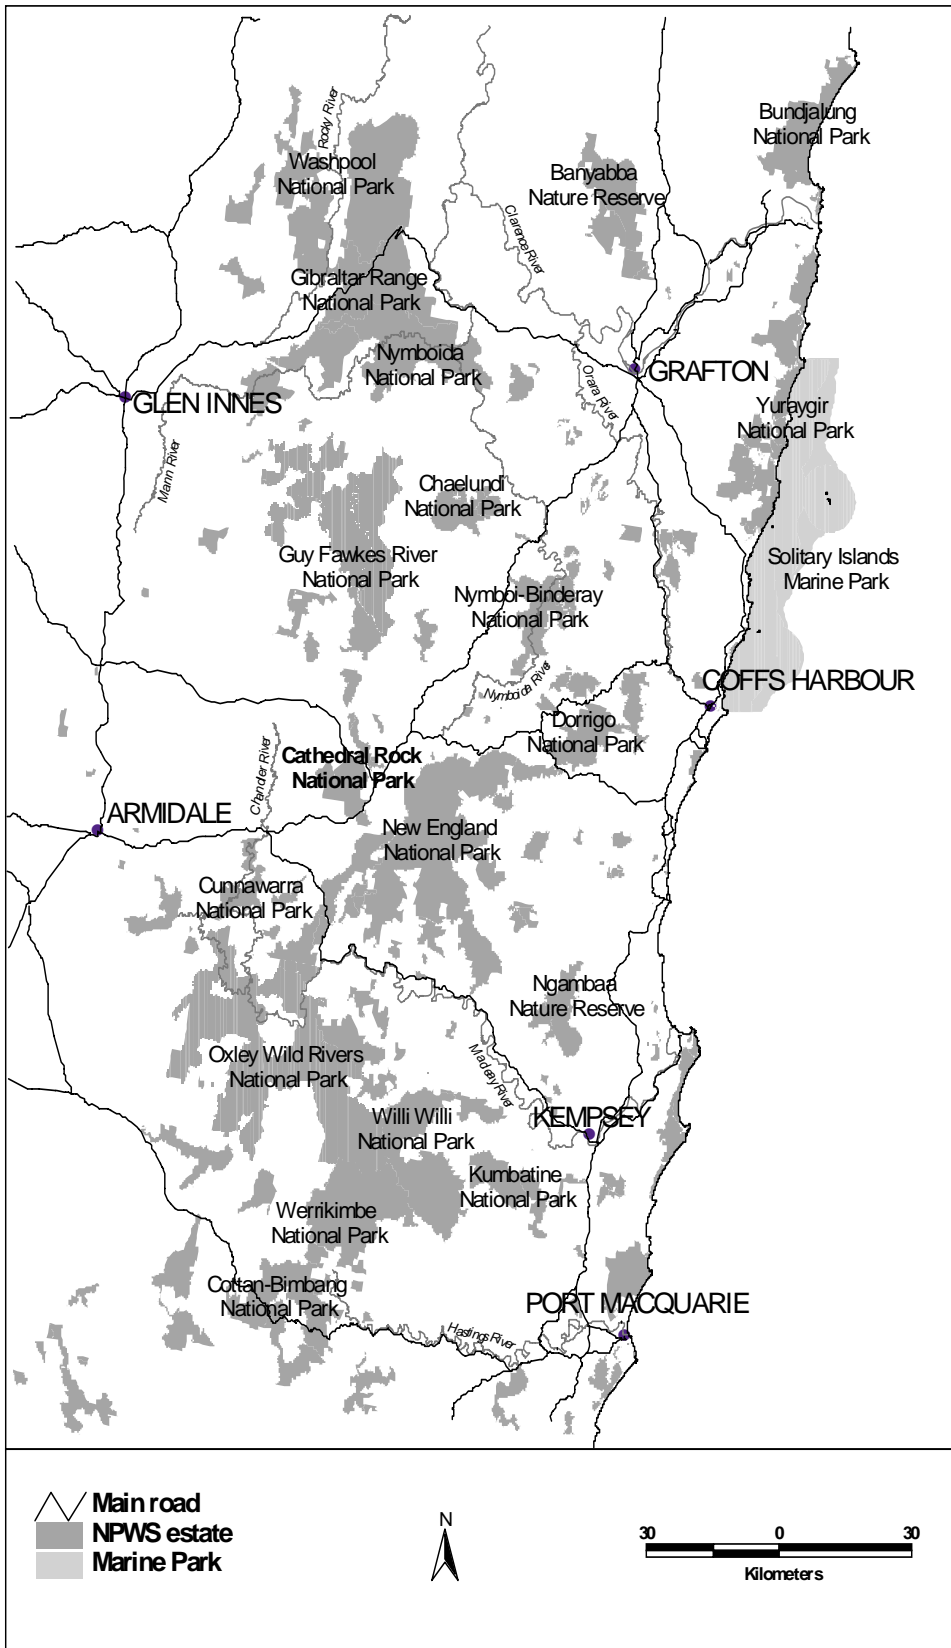 Bundjalung
National Park
Rocky River
Washpool
National Park
Banyabba
Nature Reserve
Clarence River
Gibraltar Range
National Park
Nymboida
National Park
GRAFTON
Orara River
GLEN INNES
Yuraygir
National Park
Mann River
Chaelundi
National Park
Guy Fawkes River
National Park
Solitary Islands
Marine Park
Nymboi-Binderay
National Park
Nymboida River
COFFS HARBOUR
Dorrigo
National Park
Chandler River
Cathedral Rock
National Park
ARMIDALE
New England
National Park
Cunnawarra
National Park
Ngambaa
Nature Reserve
Oxley Wild Rivers
National Park
Macleay River
Willi Willi
National Park
KEMPSEY
Kumbatine
National Park
Werrikimbe
National Park
Cottan-Bimbang
National Park
PORT MACQUARIE
Hastings River
Main road
NPWS estate
Marine Park
N
30 0 30
Kilometers